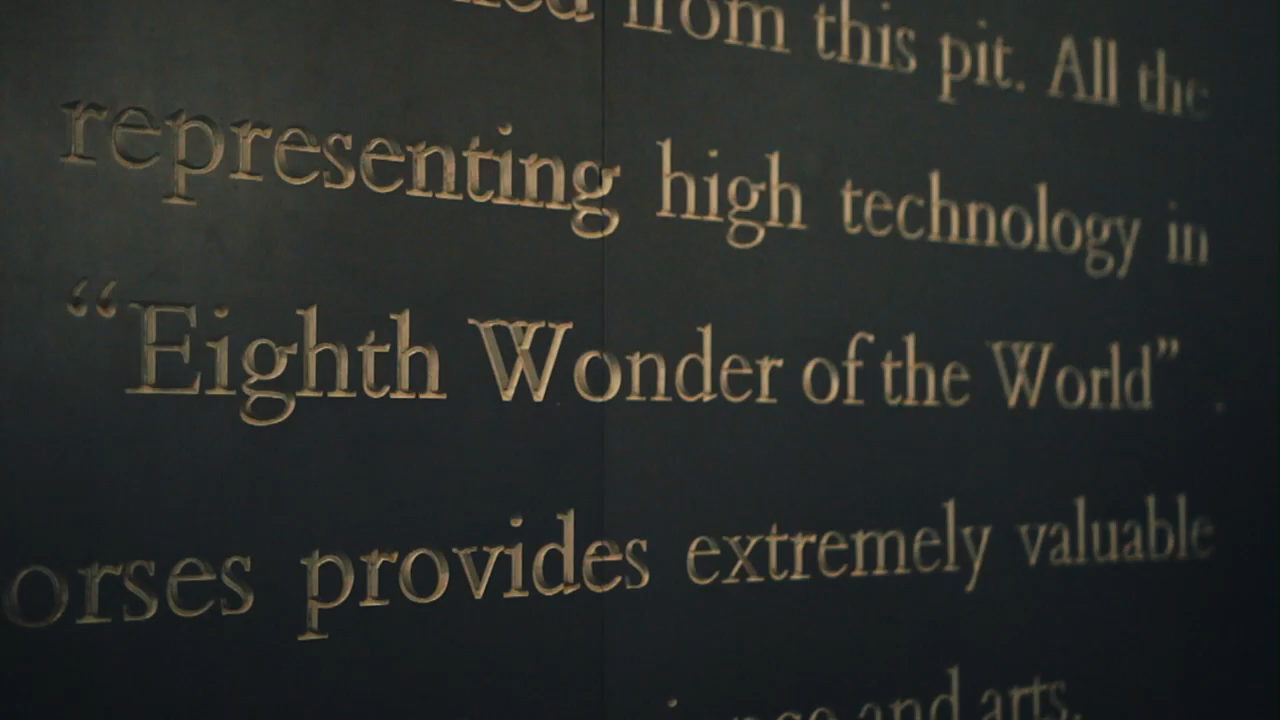 from this pit. All the
representing high technology in
“Eighth Wonder of the World” .
orses provides extremely valuable
and arts.